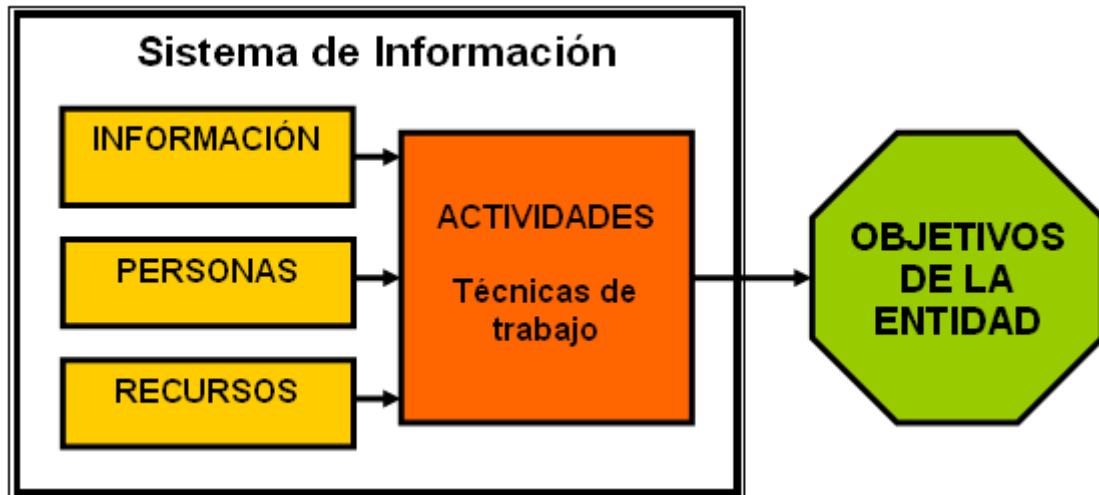 Sistema de Información
INFORMACIÓN
PERSONAS
RECURSOS
ACTIVIDADES
Técnicas de
trabajo
OBJETIVOS
DE LA
ENTIDAD